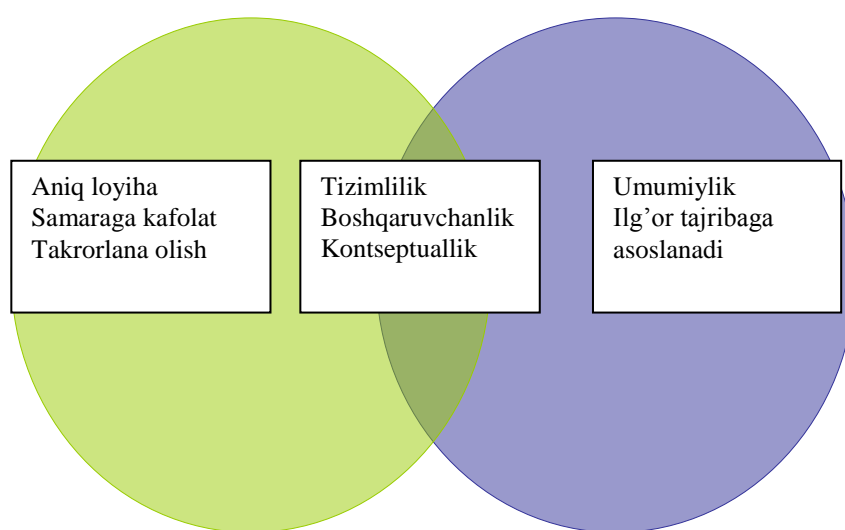 Aniq loyiha
Samaraga kafolat
Takrorlana olish
Tizimlilik
Boshqaruvchanlik
Kontseptuallik
Umumiylik
Ilg’or tajribaga
asoslanadi